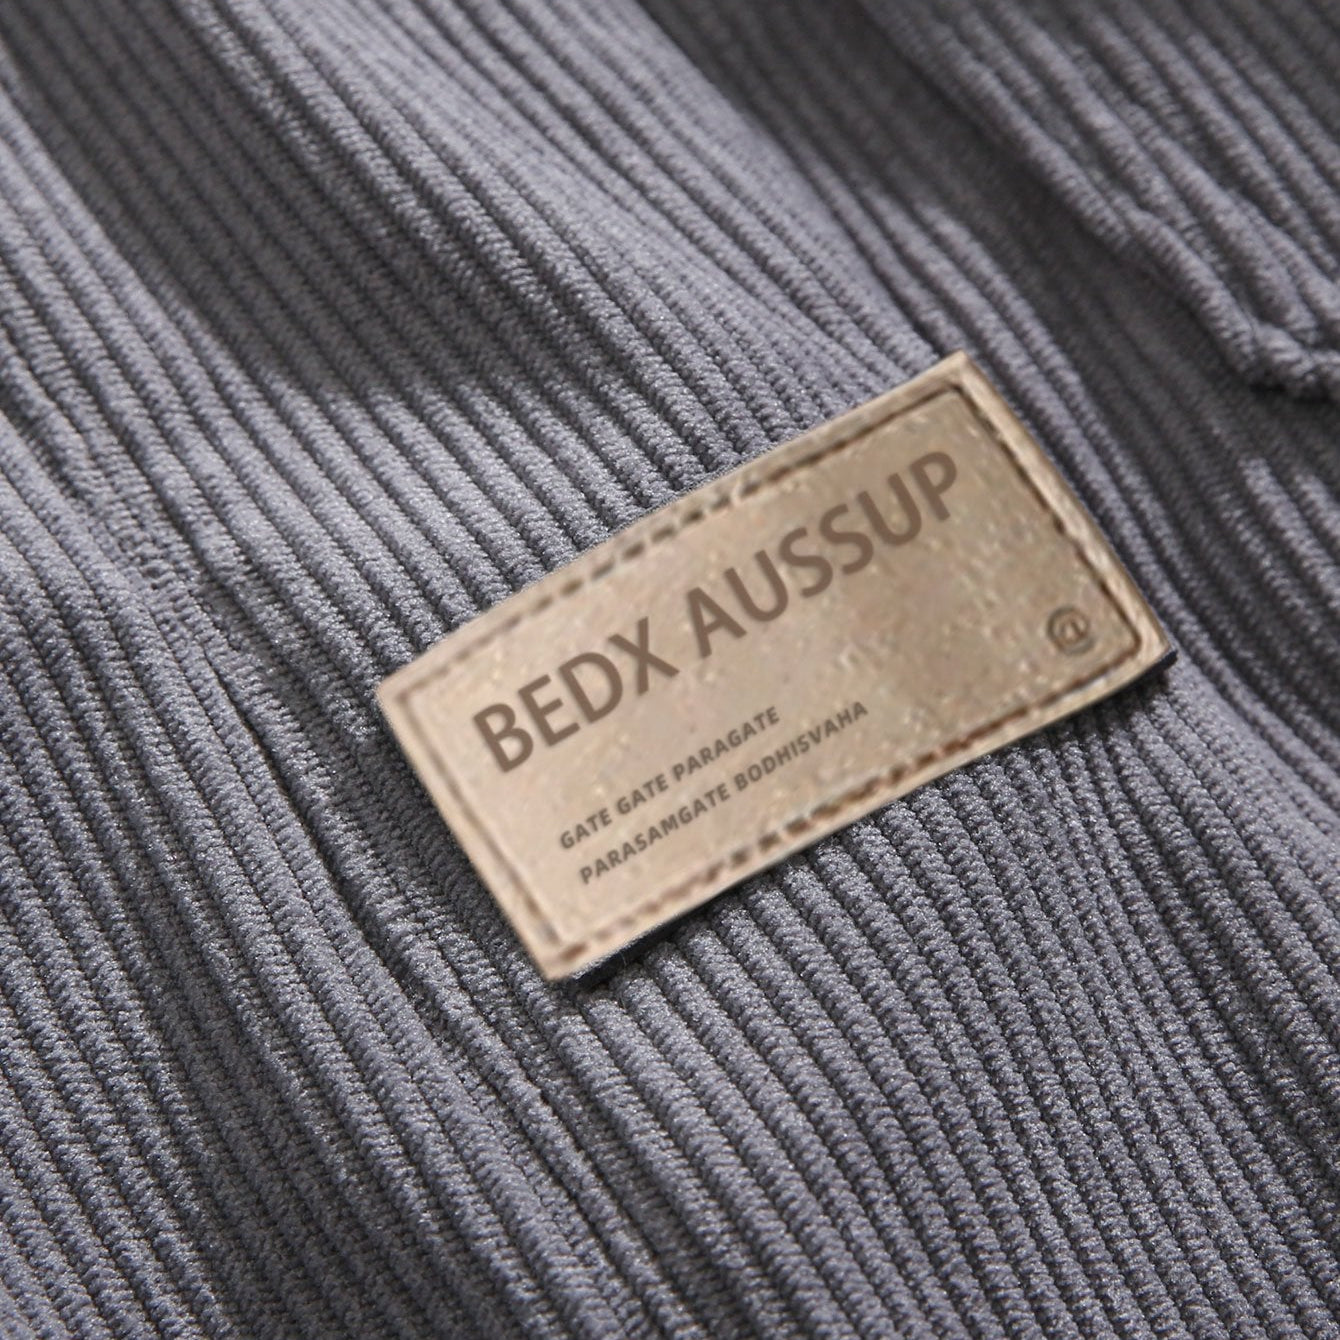 BEDX AUSSUP
@
GATE GATE PARAGATE
PARASAMGATE BODHISVAHA